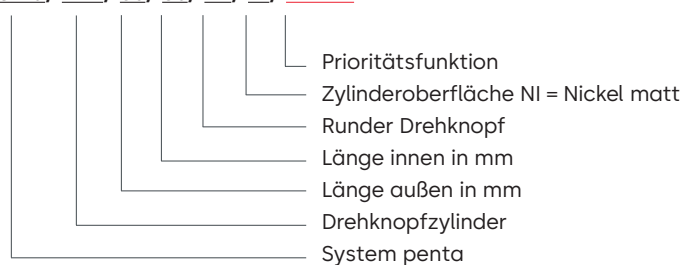 Prioritätsfunktion
Zylinderoberfläche NI = Nickel matt
Runder Drehknopf
Länge innen in mm
Länge außen in mm
Drehknopfzylinder
System penta